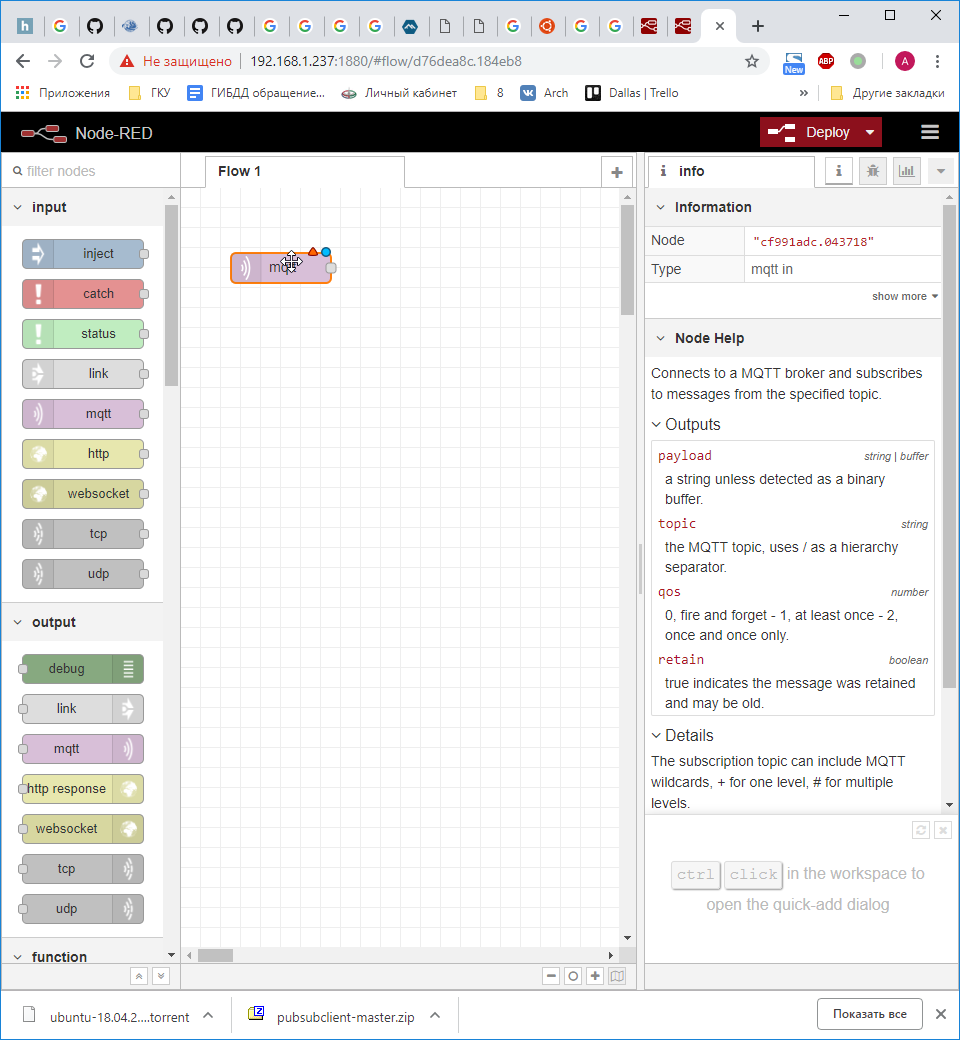 Не защищено
192.168.1.237:1880/#flow/d76dea8c.184eb8
New
ABP
A
Приложения
ГКУ
ГИБДД обращение...
Личный кабинет
8
Arch
Dallas | Trello
»
Другие закладки
Node-RED
Deploy
filter nodes
Flow 1
info
input
inject
catch
status
link
mqtt
http
websocket
tcp
udp
output
debug
link
mqtt
http response
websocket
tcp
udp
function
mqtt
Information
Node
"cf991adc.043718"
Type
mqtt in
show more
Node Help
Connects to a MQTT broker and subscribes
to messages from the specified topic.
Outputs
payload
string | buffer
a string unless detected as a binary
buffer.
topic
string
the MQTT topic, uses / as a hierarchy
separator.
qos
number
0, fire and forget - 1, at least once - 2,
once and once only.
retain
boolean
true indicates the message was retained
and may be old.
Details
The subscription topic can include MQTT
wildcards, + for one level, # for multiple
levels.
ctrl click in the workspace to
open the quick-add dialog
ubuntu-18.04.2....torrent
pubsubclient-master.zip
Показать все